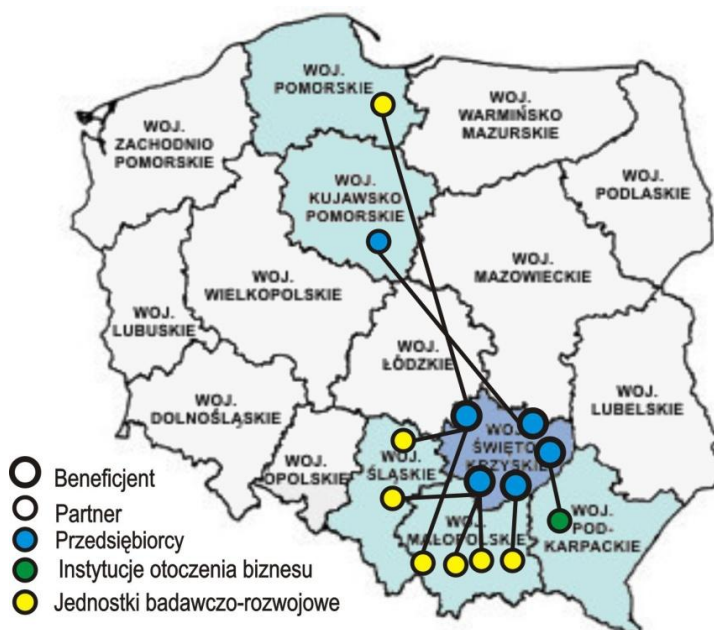 WOJ.
POMORSKIE
WOJ.
WARMIŃSKO
MAZURSKIE
WOJ.
ZACHODNIO
POMORSKIE
WOJ.
PODLASKIE
WOJ.
KUJAWSKO
POMORSKIE
WOJ.
MAZOWIECKIE
WOJ.
WIELKOPOLSKIE
WOJ.
LUBUSKIE
WOJ.
ŁÓDZKIE
WOJ.
LUBELSKIE
WOJ.
DOLNOŚLĄSKIE
WOJ.
ŚWIĘTO
KRZYSKIE
WOJ.
OPOLSKIE
WOJ.
ŚLĄSKIE
WOJ.
MAŁOPOLSKIE
WOJ.
POD-
KARPACKIE
Beneficjent
Partner
Przedsiębiorcy
Instytucje otoczenia biznesu
Jednostki badawczo-rozwojowe